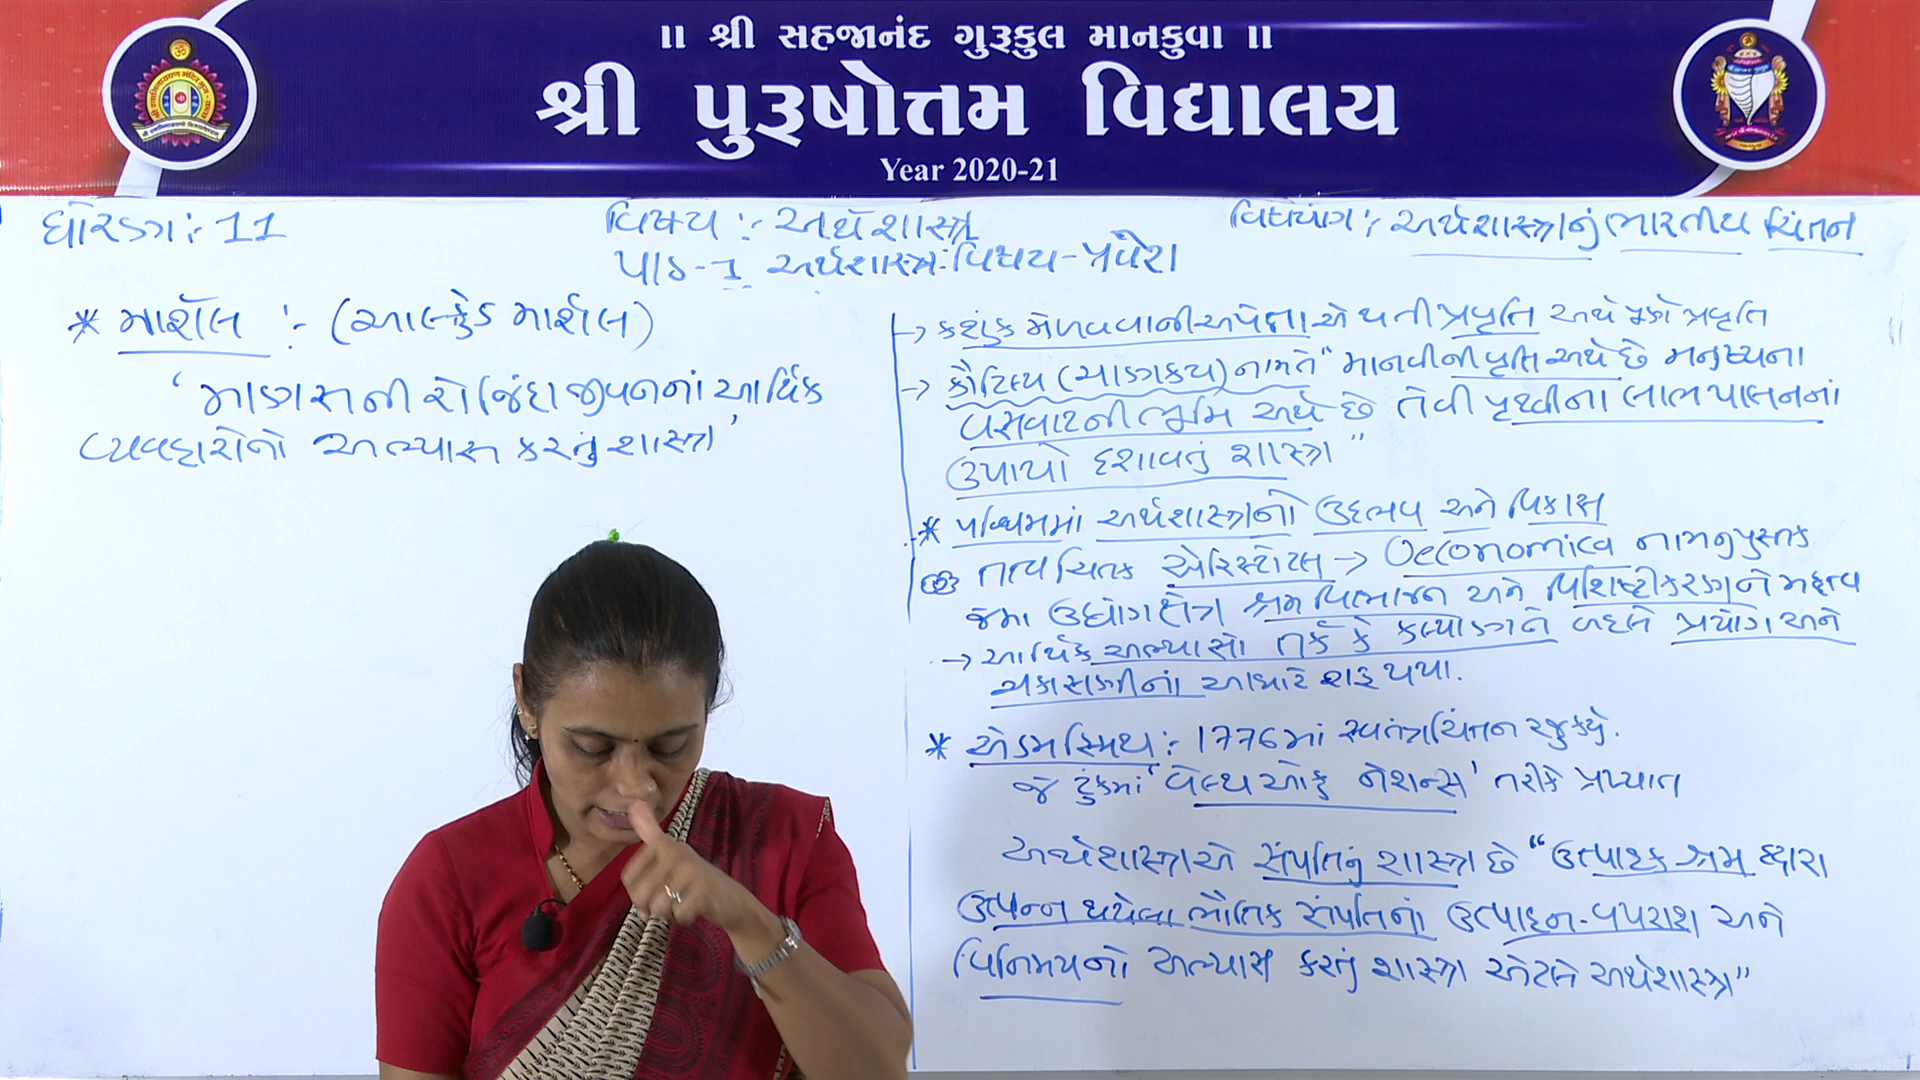 ॥ શ્રી સહજાનંદ ગુરૂકુલ માનકુવા ॥
શ્રી પુરૂષોત્તમ વિદ્યાલય
Year 2020-21
ધોરણ :- 11
વિષય :- અર્થશાસ્ત્ર
પાઠ-1 અર્થશાસ્ત્ર:વિષય-પ્રવેશ
વિષયાંગ :- અર્થશાસ્ત્રનું ભારતીય ચિંતન
* માર્શલ :- (આલ્ફ્રેડ માર્શલ)
' માણસની રોજિંદા જીવનનાં આર્થિક
વ્યવહારોનો અભ્યાસ કરતું શાસ્ત્ર '
→ કશુંક મેળવવાની અપેક્ષાએ થતી પ્રવૃત્તિ અર્થ પ્રવૃત્તિ
→ કૌટિલ્ય (ચાણક્ય) નામતે " માનવીની વૃત્તિ અર્થ છે મનુષ્યના
વસવાટની ભૂમિ અર્થ છે તેવી પૃથ્વીના લાભ પાલનનાં
ઉપાયો દર્શાવતું શાસ્ત્ર "
* પશ્ચિમમાં અર્થશાસ્ત્રનો ઉદ્દભવ અને વિકાસ
તત્વ ચિંતક એરિસ્ટોટલ → Oeconomica નામનું પુસ્તક
જેમાં ઉદ્યોગક્ષેત્ર શ્રમ વિભાજન અને વિશિષ્ટીકરણને મહત્વ
→ આર્થિક અભ્યાસો તર્ક કે કલ્પોણને બદલે પ્રયોગ અને
ચકાસણીનાં આધારે શરૂ થયા.
* એડમ સ્મિથ :- 1776માં સ્વતંત્ર ચિંતન રજુ કર્યું.
જે ટુંકમાં 'વેલ્થ ઓફ નેશન્સ' તરીકે પ્રખ્યાત
અર્થશાસ્ત્ર એ સંપત્તિનું શાસ્ત્ર છે " ઉત્પાદક શ્રમ દ્વારા
ઉત્પન્ન થયેલા ભૌતિક સંપત્તિનાં ઉત્પાદન-વપરાશ અને
વિનિમયનો અભ્યાસ કરતું શાસ્ત્ર એટલે અર્થશાસ્ત્ર"